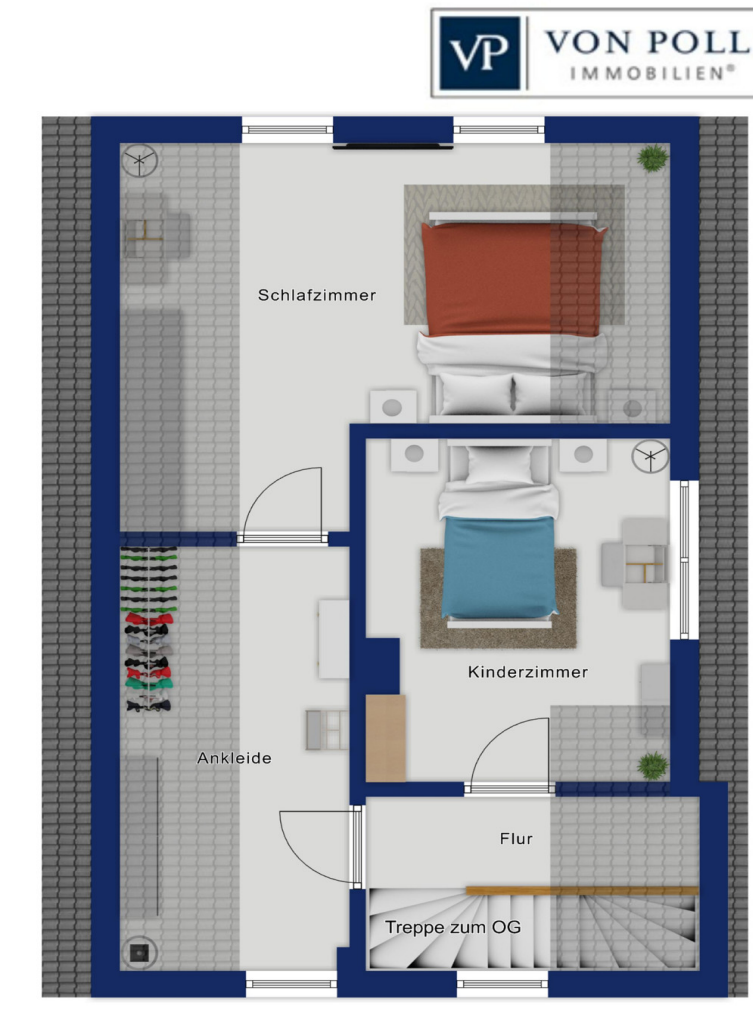 VP VON POLL
IMMOBILIEN®
Schlafzimmer
Kinderzimmer
Ankleide
Flur
Treppe zum OG